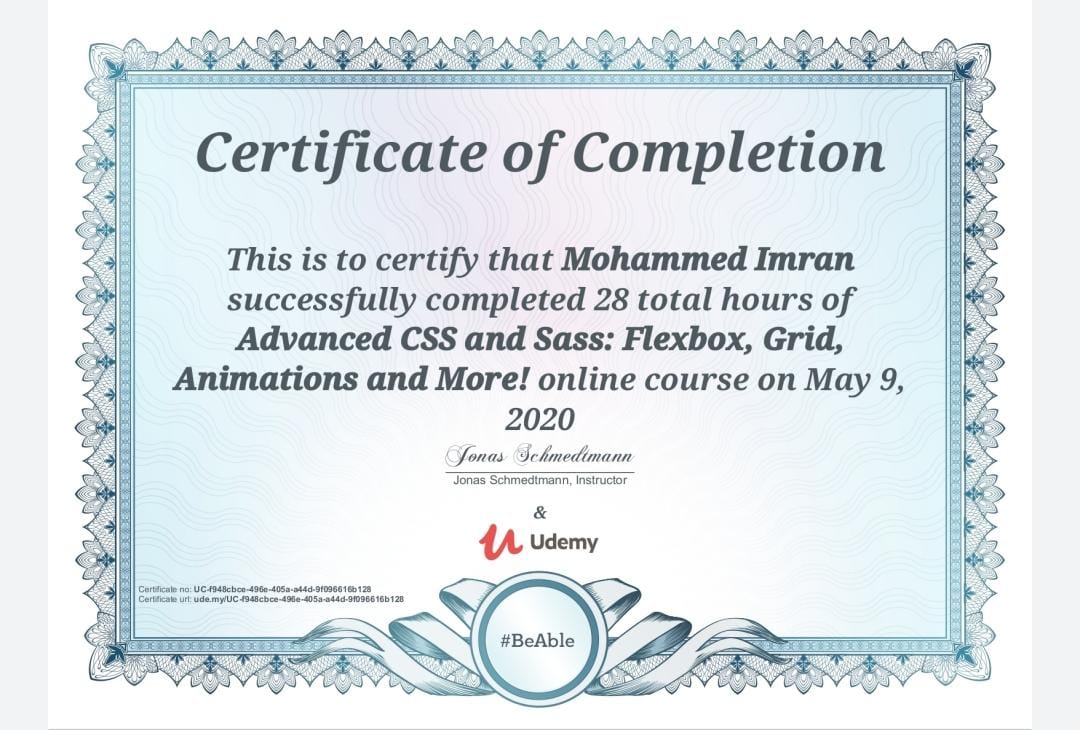 Certificate of Completion
This is to certify that Mohammed Imran
successfully completed 28 total hours of
Advanced CSS and Sass: Flexbox, Grid,
Animations and More! online course on May 9,
2020
Jonas Schmedtmann
Jonas Schmedtmann, Instructor
&
Udemy
Certificate no: UC-f948cbce-496e-405a-a44d-9f096616b128
Certificate url: ude.my/UC-f948cbce-496e-405a-a44d-9f096616b128
#BeAble